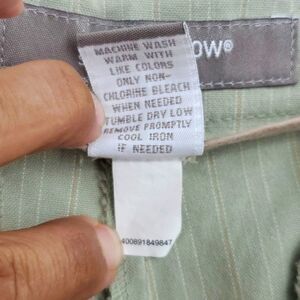 OW®
MACHINE WASH
WARM WITH
LIKE COLORS
ONLY NON-
CHLORINE BLEACH
WHEN NEEDED
TUMBLE DRY LOW
REMOVE PROMPTLY
COOL IRON
IF NEEDED
400891849847